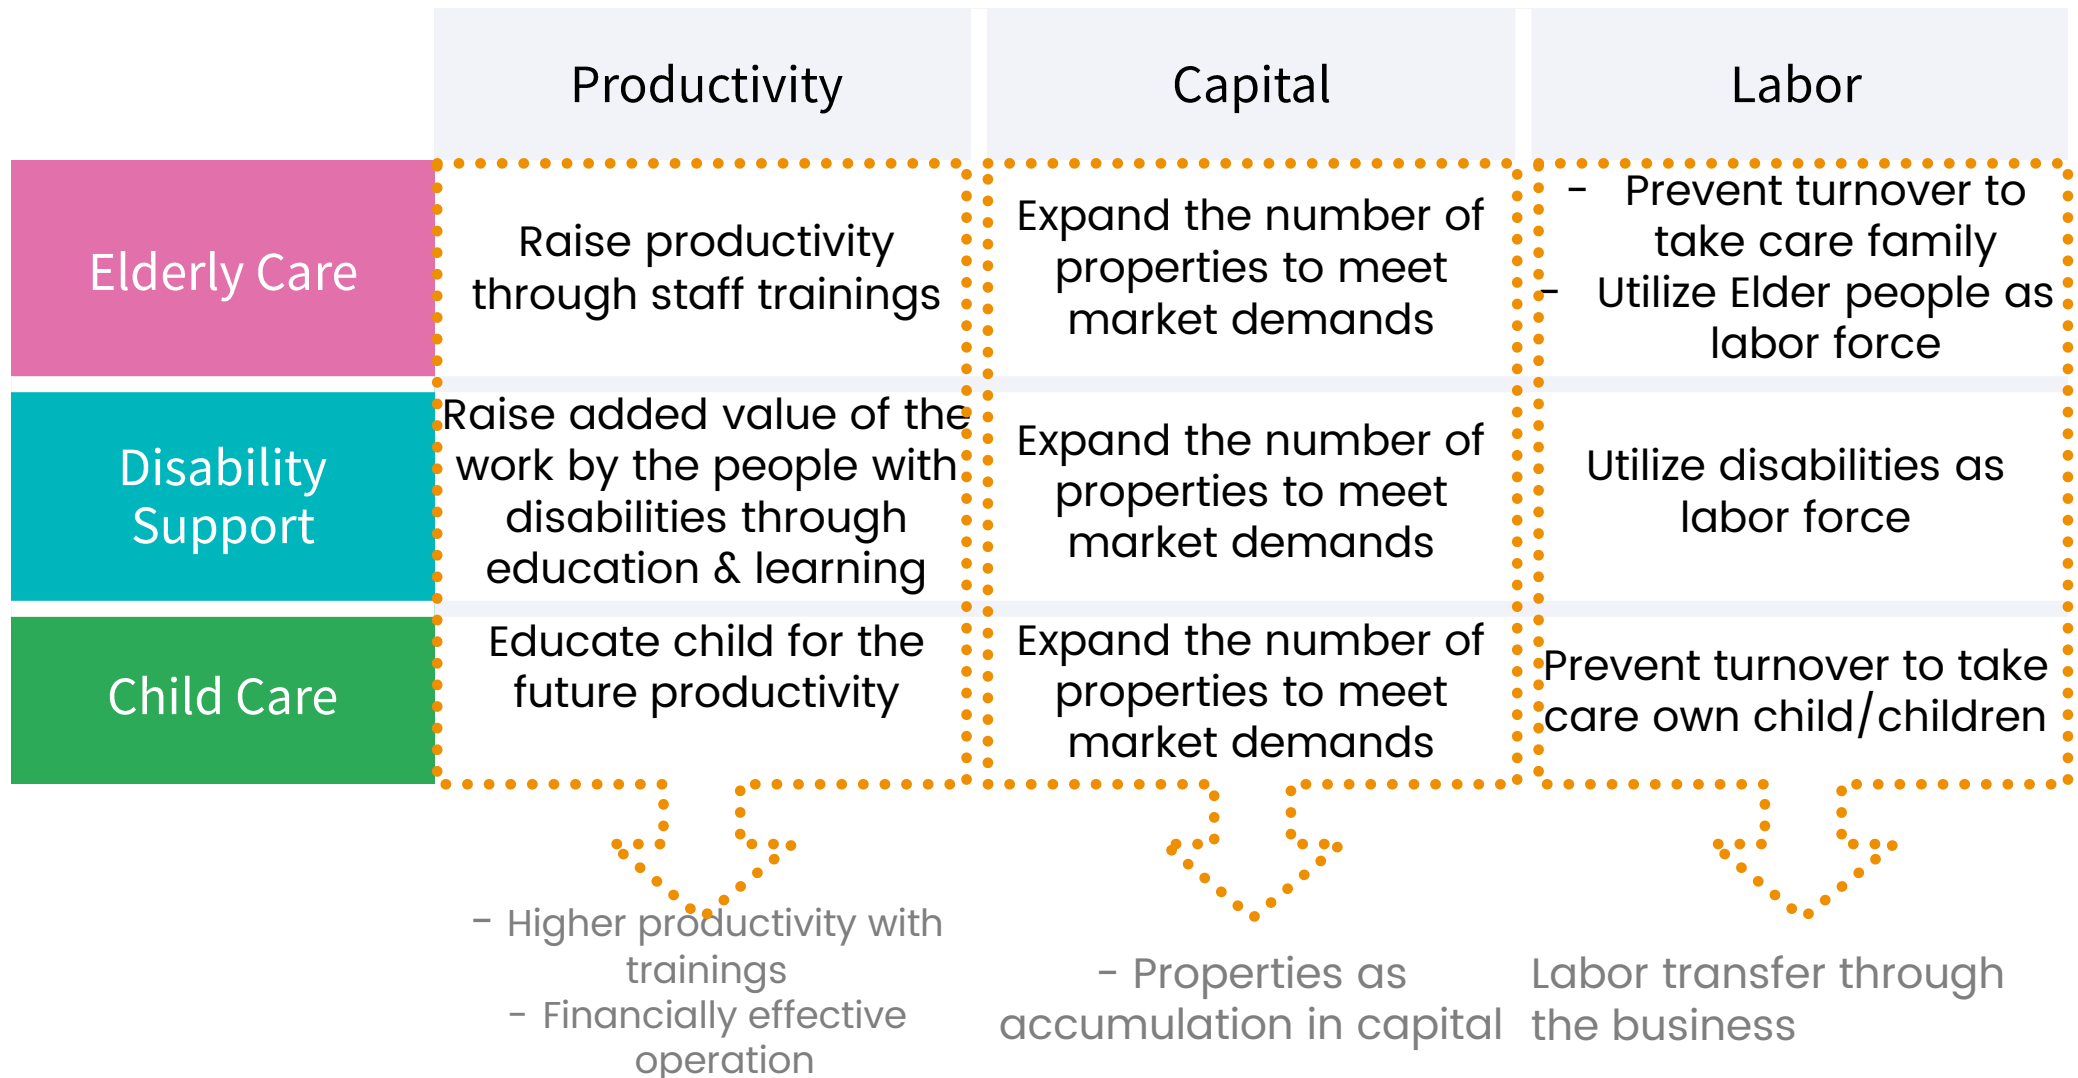 Productivity
Capital
Labor
Elderly Care
Raise productivity
through staff trainings
Expand the number of
properties to meet
market demands
- Prevent turnover to
take care family
- Utilize Elder people as
labor force
Disability
Support
Raise added value of the
work by the people with
disabilities through
education & learning
Expand the number of
properties to meet
market demands
Utilize disabilities as
labor force
Child Care
Educate child for the
future productivity
Expand the number of
properties to meet
market demands
Prevent turnover to take
care own child/children
- Higher productivity with
trainings
- Financially effective
operation
- Properties as
accumulation in capital
Labor transfer through
the business